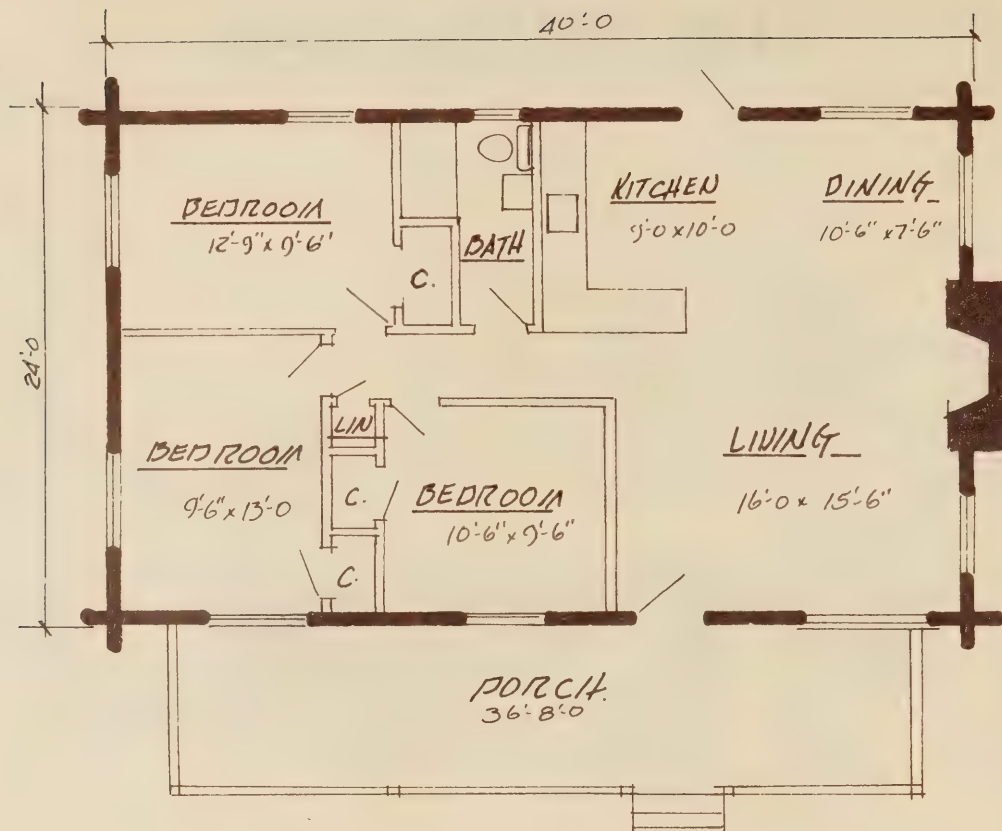 40'-0
24'-0
BEDROOM
12'-9" x 9'-6"
C.
BATH
KITCHEN
9'-0 x 10'-0
DINING
10'-6" x 7'-6"
BEDROOM
9'-6" x 13'-0
LIN
C.
C.
BEDROOM
10'-6" x 9'-6"
LIVING
16'-0 x 15'-6"
PORCH.
36'-8'-0